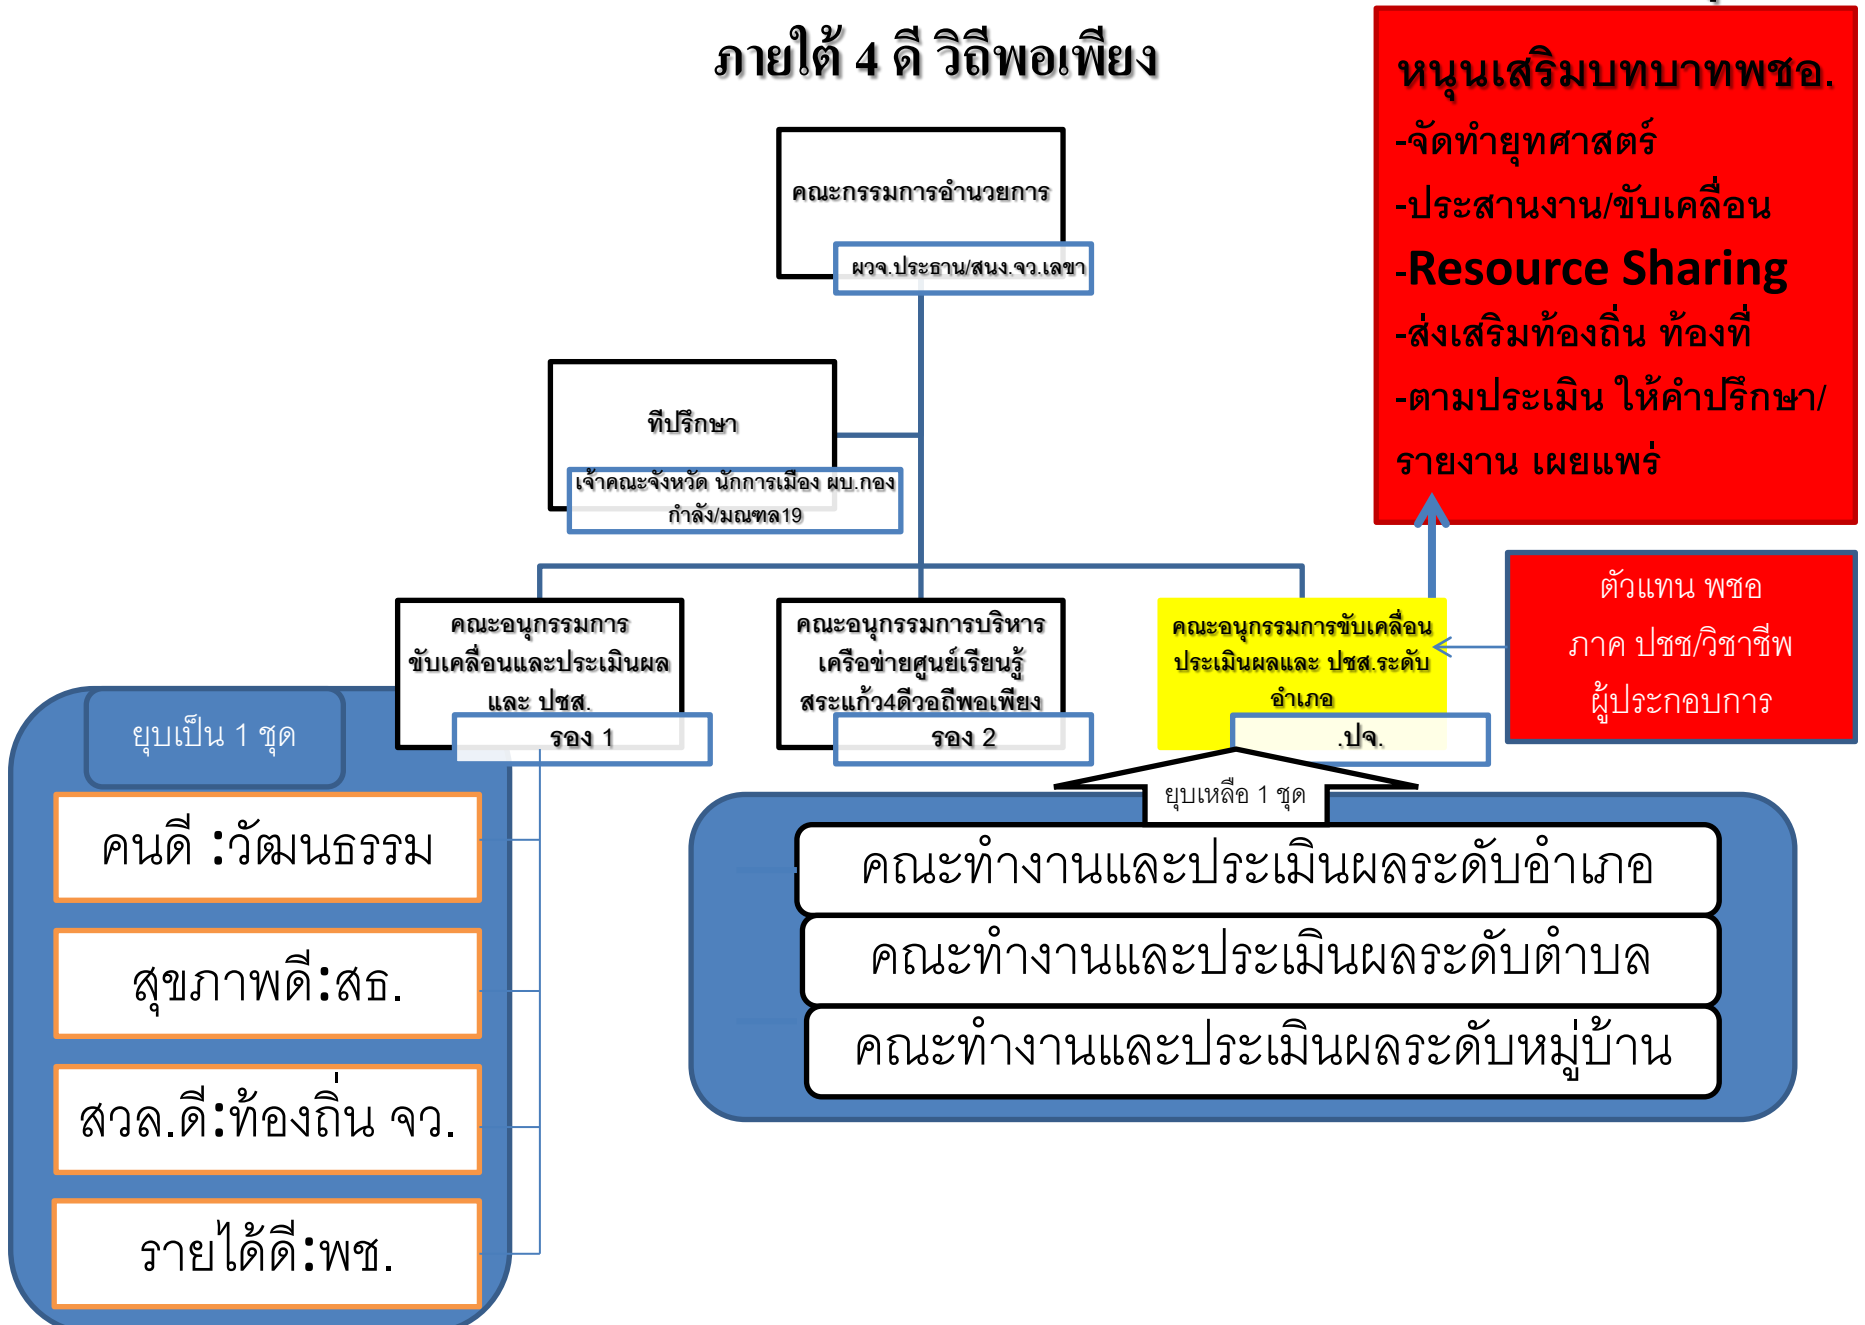 ภายใต้ 4 ดี วิถีพอเพียง
หนุนเสริมบทบาทพชอ.
-จัดทำยุทศาสตร์
-ประสานงาน/ขับเคลื่อน
-Resource Sharing
-ส่งเสริมท้องถิ่น ท้องที่
-ตามประเมิน ให้คำปรึกษา/
รายงาน เผยแพร่
คณะกรรมการอำนวยการ
ผวจ.ประธาน/สนง.จว.เลขา
ที่ปรึกษา
เจ้าคณะจังหวัด นักการเมือง ผบ.กอง
กำลัง/มณฑล19
ตัวแทน พชอ
ภาค ปชช/วิชาชีพ
ผู้ประกอบการ
คณะอนุกรรมการ
ขับเคลื่อนและประเมินผล
และ ปชส.
รอง 1
คณะอนุกรรมการบริหาร
เครือข่ายศูนย์เรียนรู้
สระแก้ว4ดีวอถีพอเพียง
รอง 2
คณะอนุกรรมการขับเคลื่อน
ประเมินผลและ ปชส.ระดับ
อำเภอ
.ปจ.
ยุบเป็น 1 ชุด
คนดี :วัฒนธรรม
สุขภาพดี:สธ.
สวล.ดี:ท้องถิ่น จว.
รายได้ดี:พช.
ยุบเหลือ 1 ชุด
คณะทำงานและประเมินผลระดับอำเภอ
คณะทำงานและประเมินผลระดับตำบล
คณะทำงานและประเมินผลระดับหมู่บ้าน